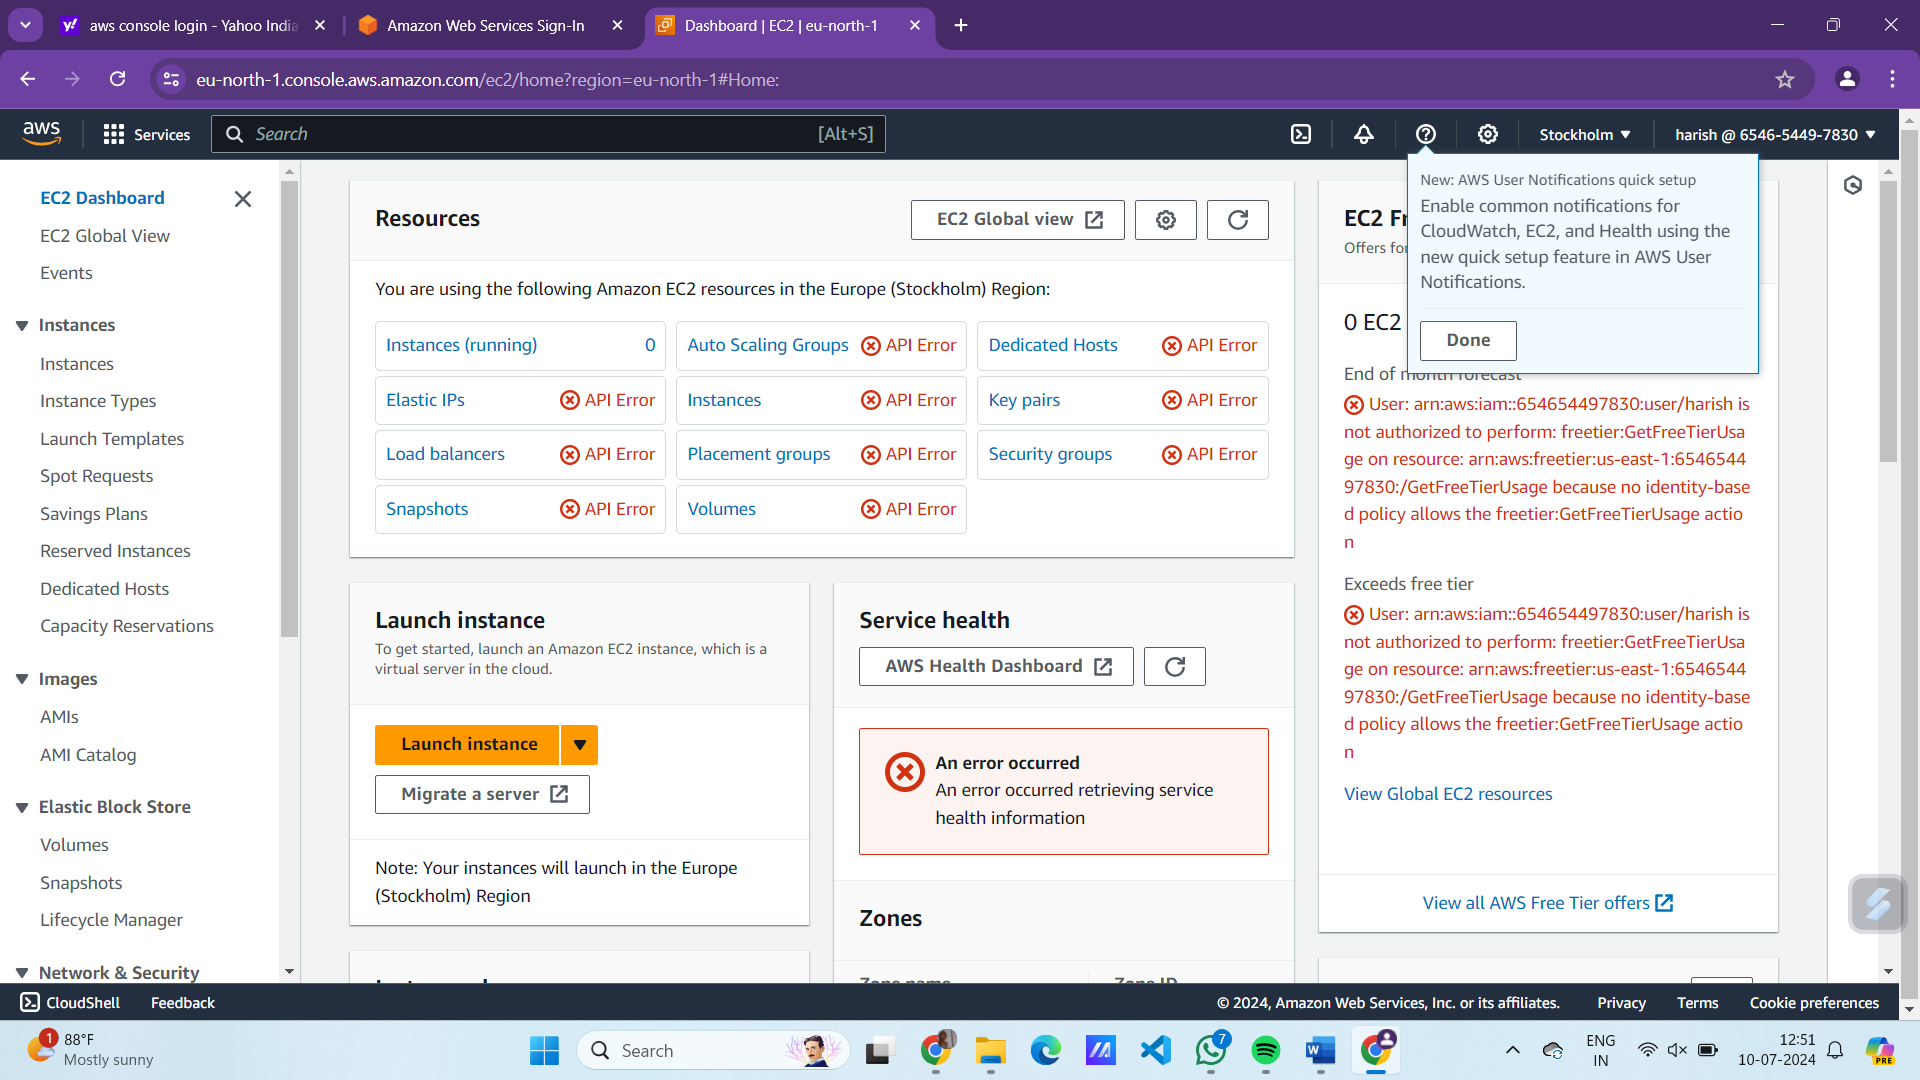 aws console login - Yahoo India
Amazon Web Services Sign-In
Dashboard | EC2 | eu-north-1
eu-north-1.console.aws.amazon.com/ec2/home?region=eu-north-1#Home:
aws
Services
Search
[Alt+S]
Stockholm
harish @ 6546-5449-7830
New: AWS User Notifications quick setup
Enable common notifications for
CloudWatch, EC2, and Health using the
new quick setup feature in AWS User
Notifications.
Done
EC2 Dashboard
EC2 Global View
Events
Instances
Instances
Instance Types
Launch Templates
Spot Requests
Savings Plans
Reserved Instances
Dedicated Hosts
Capacity Reservations
Images
AMIs
AMI Catalog
Elastic Block Store
Volumes
Snapshots
Lifecycle Manager
Network & Security
Resources
EC2 Global view
You are using the following Amazon EC2 resources in the Europe (Stockholm) Region:
Instances (running) 0
Auto Scaling Groups API Error
Dedicated Hosts API Error
Elastic IPs API Error
Instances API Error
Key pairs API Error
Load balancers API Error
Placement groups API Error
Security groups API Error
Snapshots API Error
Volumes API Error
Launch instance
To get started, launch an Amazon EC2 instance, which is a
virtual server in the cloud.
Launch instance
Migrate a server
Note: Your instances will launch in the Europe
(Stockholm) Region
Service health
AWS Health Dashboard
An error occurred
An error occurred retrieving service
health information
Zones
Zone name
Zone ID
EC2 Fr
Offers for
0 EC2
End of month forecast
User: arn:aws:iam::654654497830:user/harish is
not authorized to perform: freetier:GetFreeTierUsa
ge on resource: arn:aws:freetier:us-east-1:6546544
97830:/GetFreeTierUsage because no identity-base
d policy allows the freetier:GetFreeTierUsage actio
n
Exceeds free tier
User: arn:aws:iam::654654497830:user/harish is
not authorized to perform: freetier:GetFreeTierUsa
ge on resource: arn:aws:freetier:us-east-1:6546544
97830:/GetFreeTierUsage because no identity-base
d policy allows the freetier:GetFreeTierUsage actio
n
View Global EC2 resources
View all AWS Free Tier offers
CloudShell
Feedback
© 2024, Amazon Web Services, Inc. or its affiliates.
Privacy
Terms
Cookie preferences
1
88°F
Mostly sunny
Search
7
ENG
IN
12:51
10-07-2024
PRE